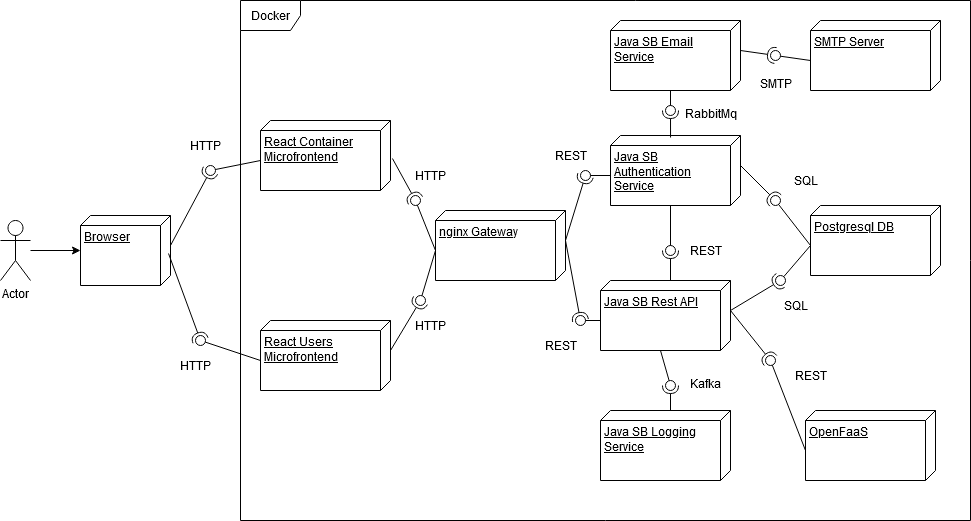 Docker
Java SB Email
Service
SMTP Server
SMTP
RabbitMq
HTTP
React Container
Microfrontend
REST
Java SB
Authentication
Service
HTTP
SQL
Browser
nginx Gateway
Postgresql DB
REST
Actor
Java SB Rest API
SQL
HTTP
HTTP
React Users
Microfrontend
REST
Kafka
REST
Java SB Logging
Service
OpenFaaS